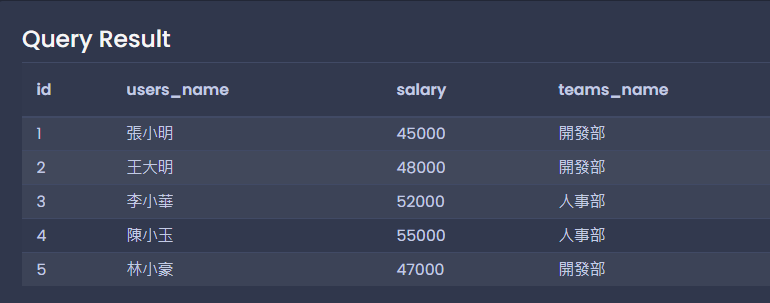 Query Result
id users_name salary teams_name
1 張小明 45000 開發部
2 王大明 48000 開發部
3 李小華 52000 人事部
4 陳小玉 55000 人事部
5 林小豪 47000 開發部